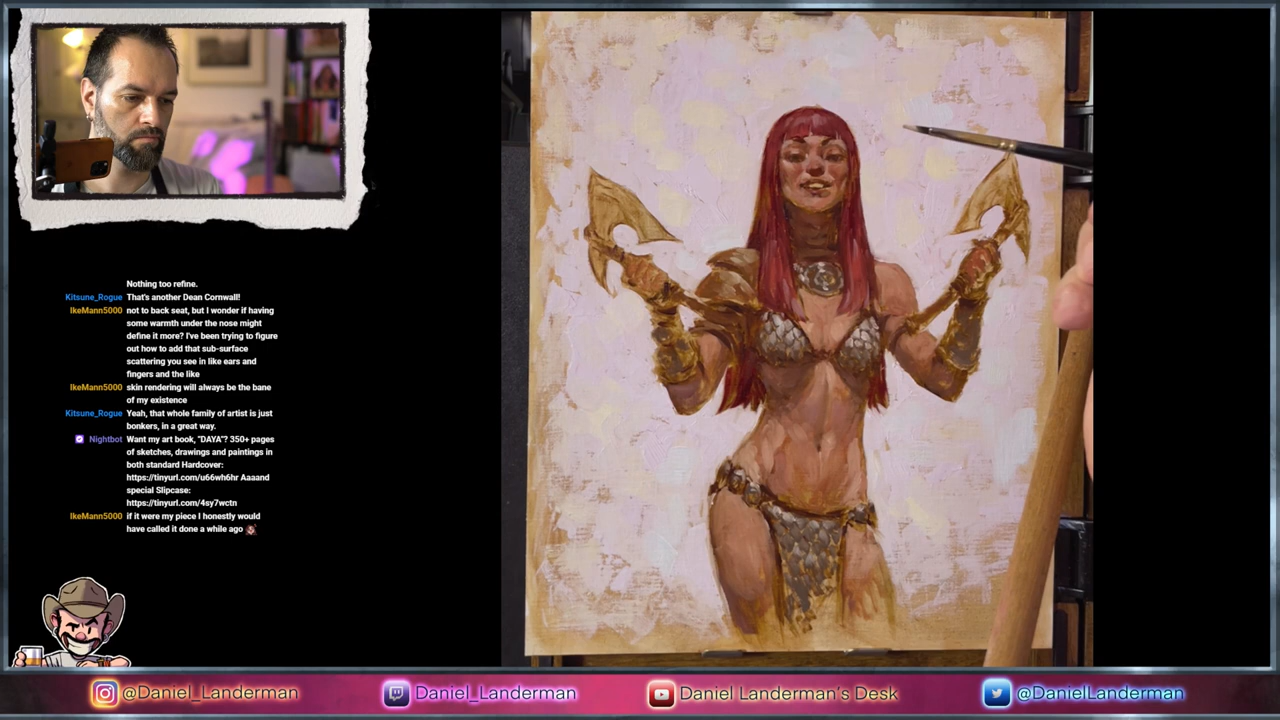 Nothing too refine.
Kitsune_Rogue That's another Dean Cornwall!
IkeMann5000 not to back seat, but I wonder if having
some warmth under the nose might
define it more? I've been trying to figure
out how to add that sub-surface
scattering you see in like ears and
fingers and the like
IkeMann5000 skin rendering will always be the bane
of my existence
Kitsune_Rogue Yeah, that whole family of artist is just
bonkers, in a great way.
Nightbot Want my art book, "DAYA"? 350+ pages
of sketches, drawings and paintings in
both standard Hardcover:
https://tinyurl.com/u66wh6hr Aaaand
special Slipcase:
https://tinyurl.com/4sy7wctn
IkeMann5000 if it were my piece I honestly would
have called it done a while ago
@Daniel_Landerman
Daniel_Landerman
Daniel Landerman's Desk
@DanielLanderman